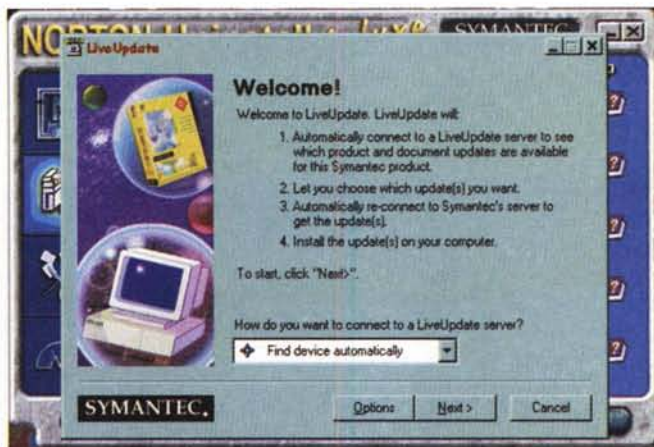 NORTON Uninstall
SYMANTEC
LiveUpdate
Welcome!
Welcome to LiveUpdate. LiveUpdate will:
1. Automatically connect to a LiveUpdate server to see
which product and document updates are available
for this Symantec product.
2. Let you choose which update(s) you want.
3. Automatically re-connect to Symantec's server to
get the update(s).
4. Install the update(s) on your computer.
To start, click "Next>".
How do you want to connect to a LiveUpdate server?
Find device automatically
SYMANTEC.
Options
Next >
Cancel